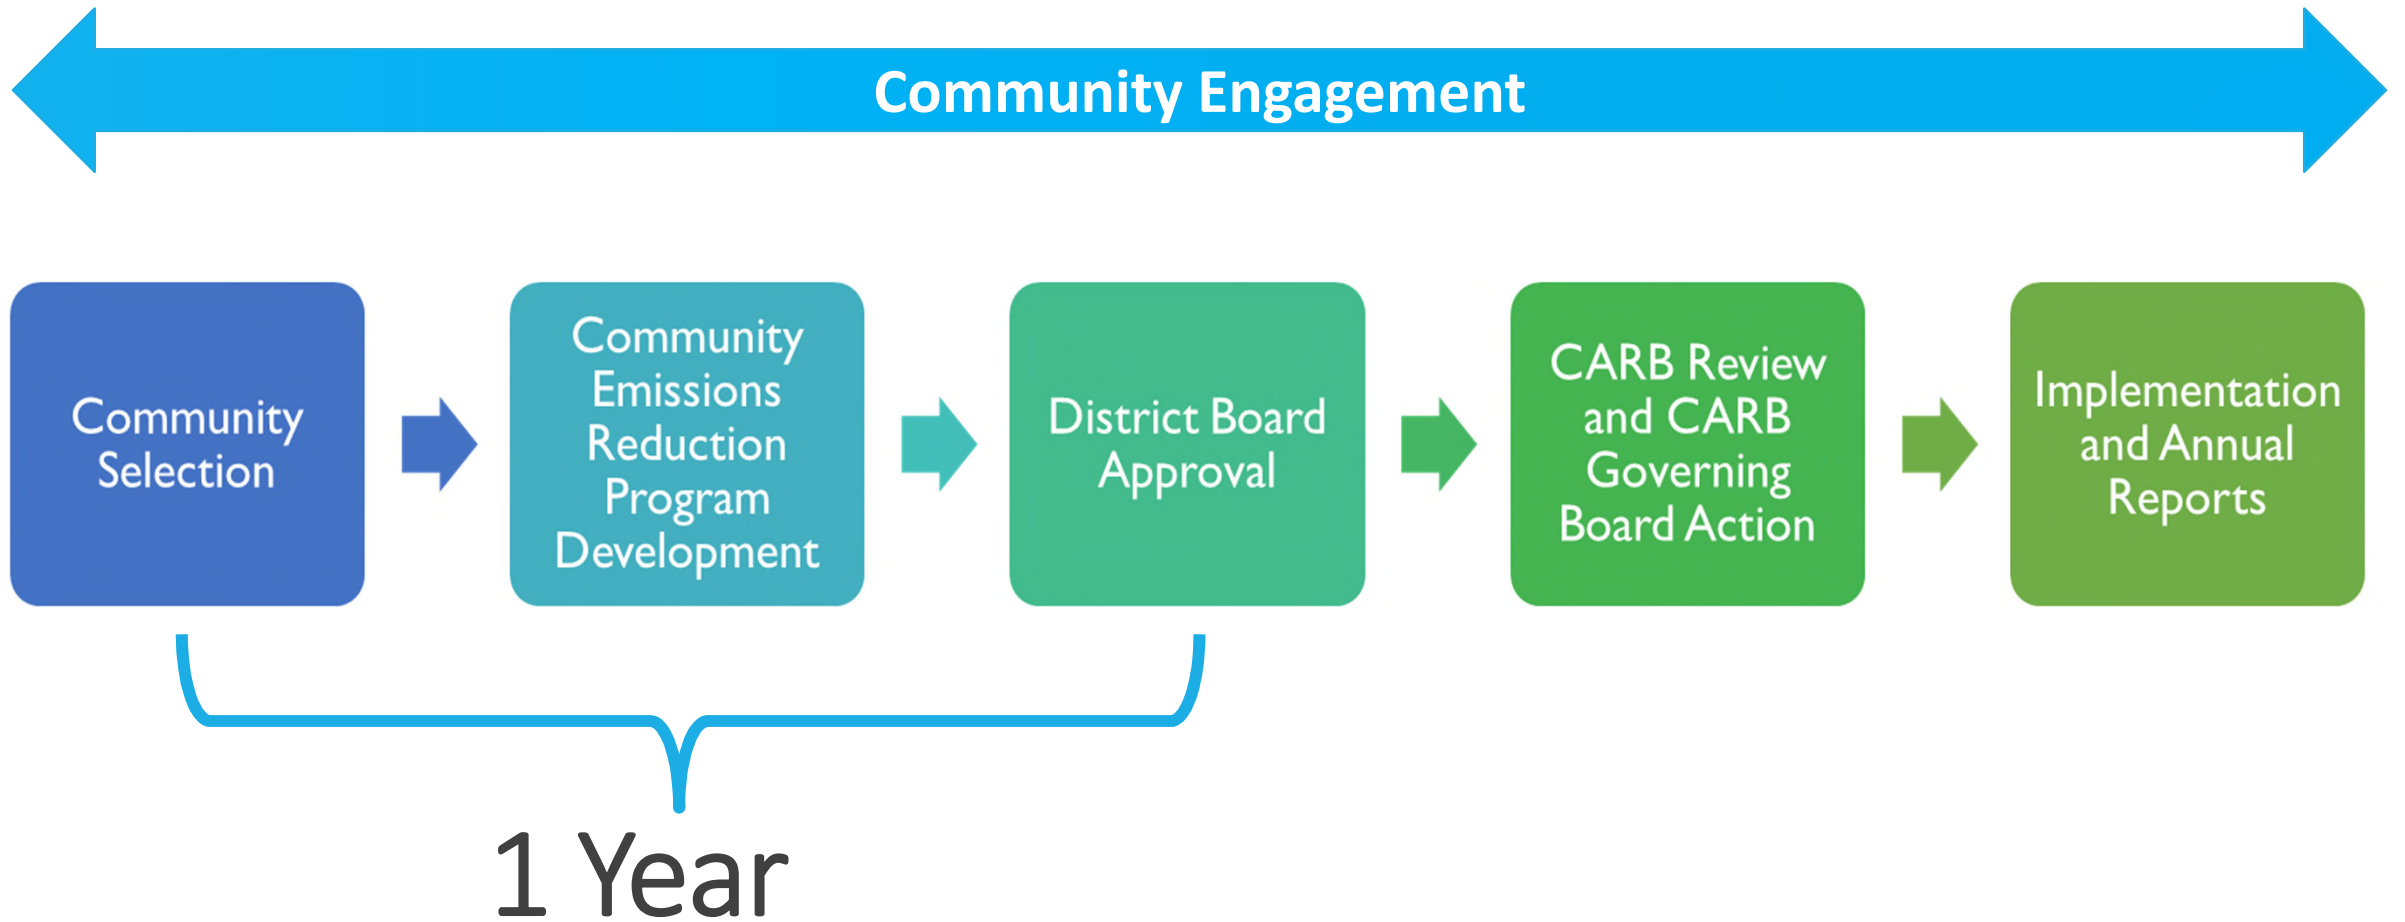 Community Engagement
Community
Selection
Community
Emissions
Reduction
Program
Development
District Board
Approval
CARB Review
and CARB
Governing
Board Action
Implementation
and Annual
Reports
1 Year